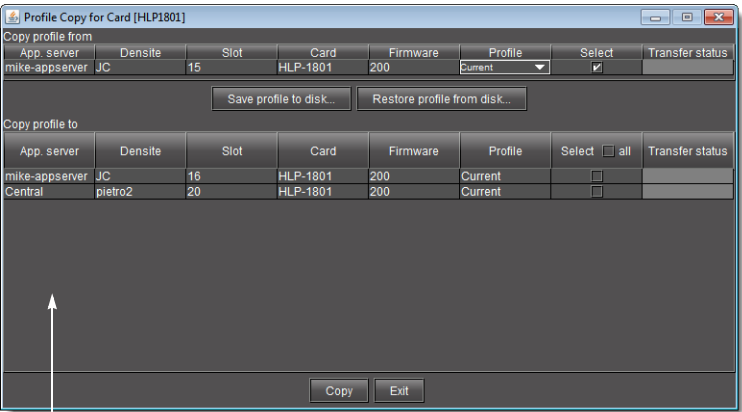 Profile Copy for Card [HLP1801]
Copy profile from
App. server Densite Slot Card Firmware Profile Select Transfer status
mike-appserver JC 15 HLP-1801 200 Current
Save profile to disk... Restore profile from disk...
Copy profile to
App. server Densite Slot Card Firmware Profile Select all Transfer status
mike-appserver JC 16 HLP-1801 200 Current
Central pietro2 20 HLP-1801 200 Current
Copy Exit